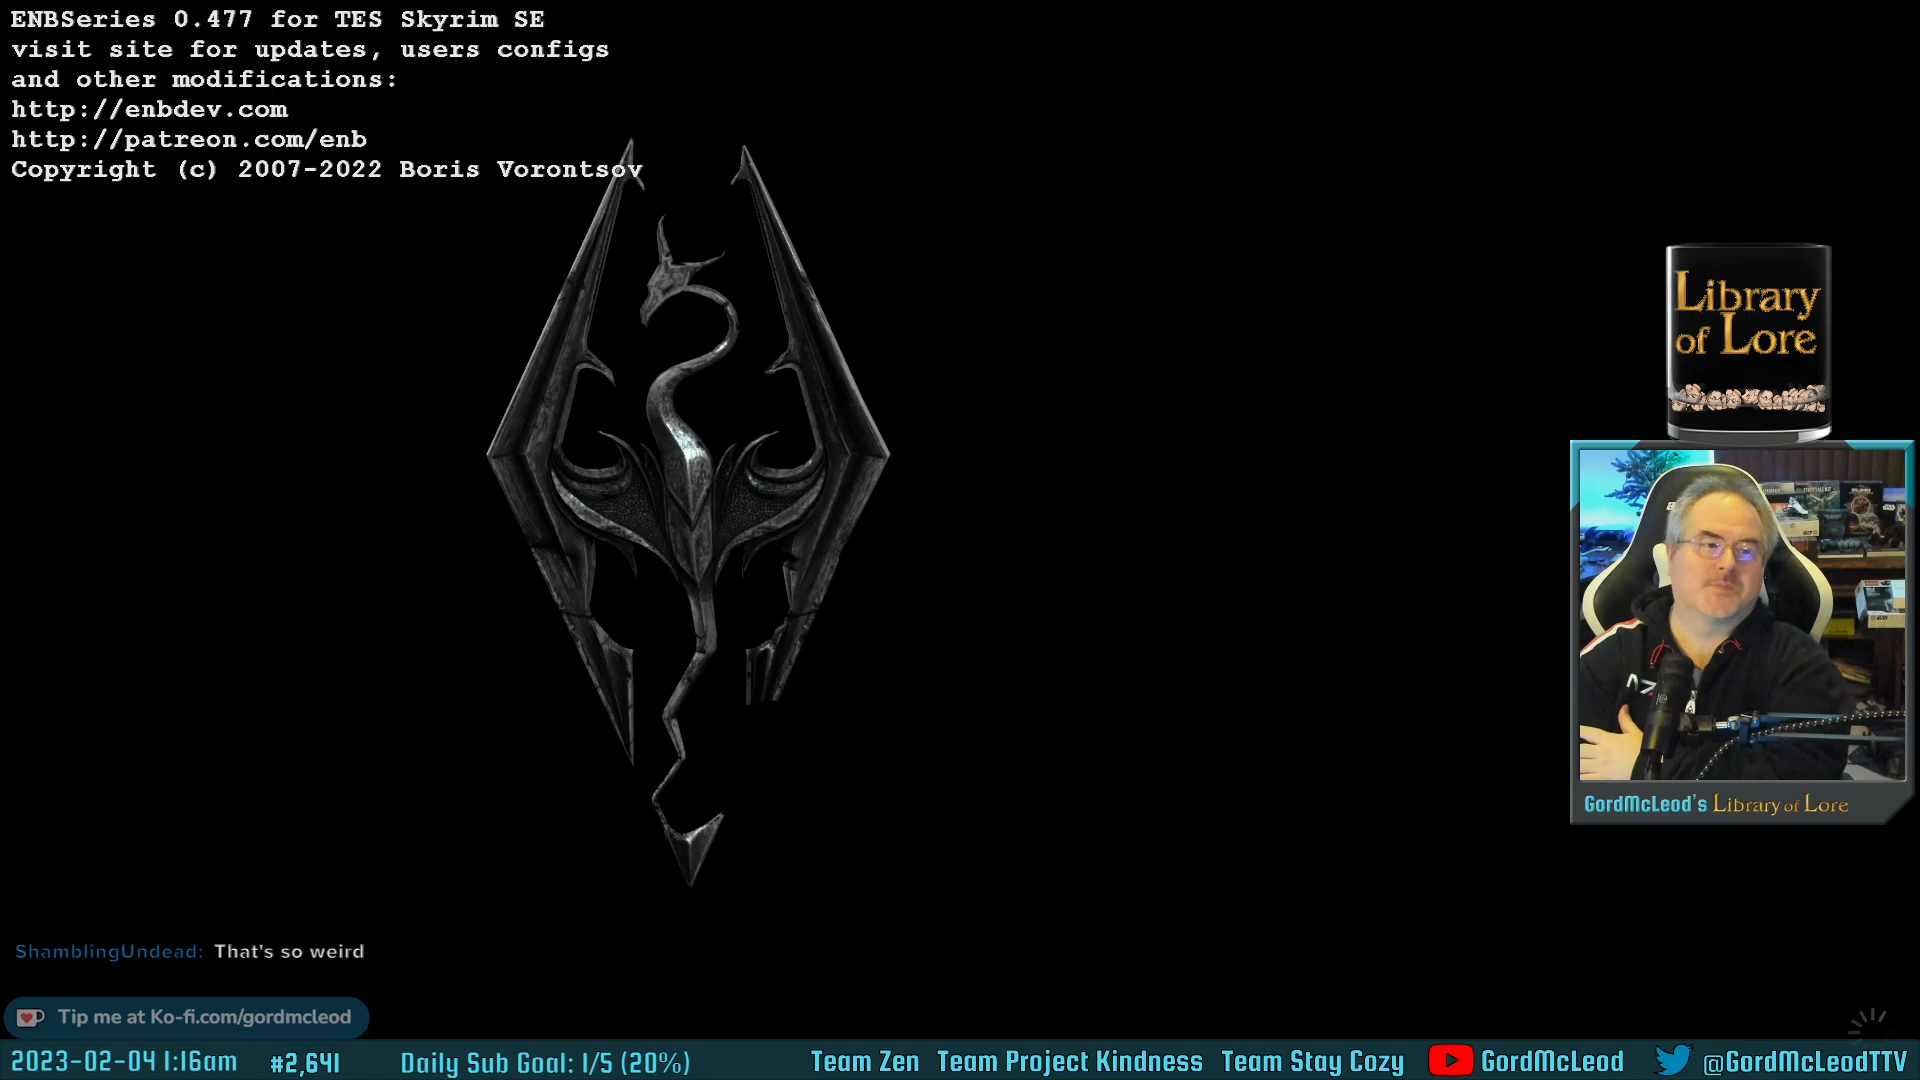 ENBSeries 0.477 for TES Skyrim SE
visit site for updates, users configs
and other modifications:
http://enbdev.com
http://patreon.com/enb
Copyright (c) 2007-2022 Boris Vorontsov
Library
of Lore
N7
GordMcLeod's Library of Lore
ShamblingUndead: That's so weird
Tip me at Ko-fi.com/gordmcleod
2023-02-04 1:16am #2,641 Daily Sub Goal: 1/5 (20%) Team Zen Team Project Kindness Team Stay Cozy GordMcLeod @GordMcLeodTTV